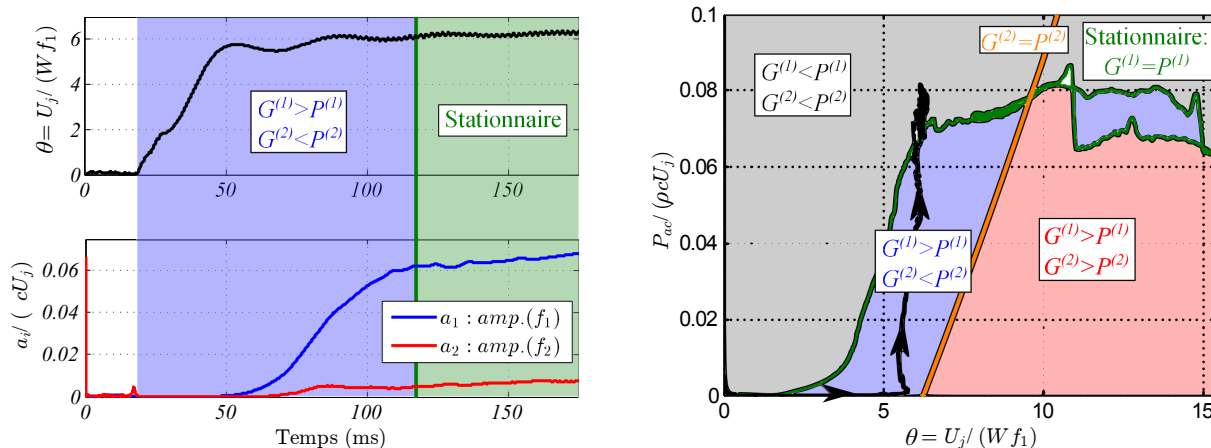 θ = U_j / (W f_1)
6
4
2
0
G^(1)>P^(1)
G^(2)<P^(2)
Stationnaire
0
50
100
150
a_i / ( cU_j)
0.06
0.04
0.02
0
a_1 : amp.(f_1)
a_2 : amp.(f_2)
0
50
100
150
Temps (ms)
P_ac / (ρcU_j)
0.1
0.08
0.06
0.04
0.02
0
G^(1)<P^(1)
G^(2)<P^(2)
G^(2)=P^(2)
Stationnaire:
G^(1)=P^(1)
G^(1)>P^(1)
G^(2)<P^(2)
G^(1)>P^(1)
G^(2)>P^(2)
0
5
10
15
θ = U_j / (W f_1)